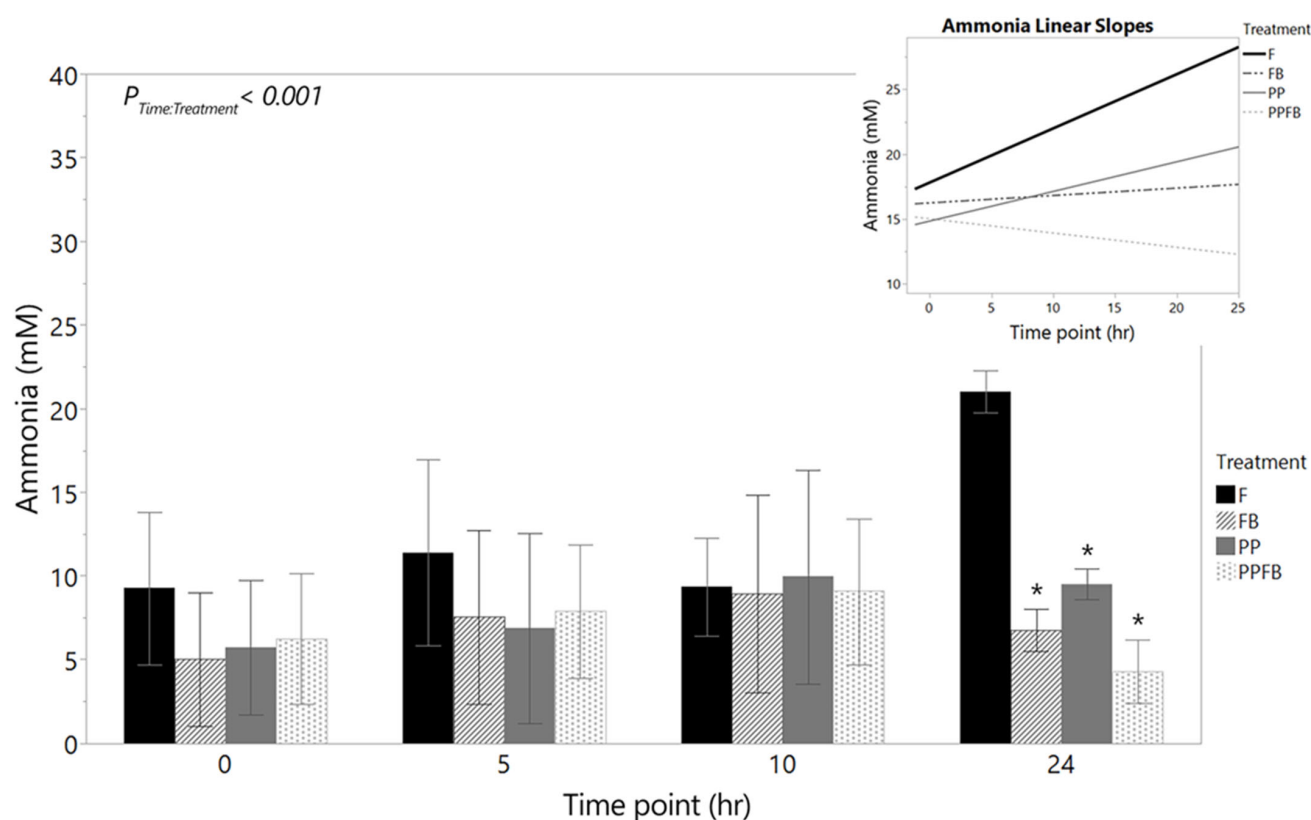 Ammonia Linear Slopes
Treatment
F
FB
PP
PPFB
25
20
15
10
Ammonia (mM)
0 5 10 15 20 25
Time point (hr)
P Time:Treatment < 0.001
40
35
30
25
20
15
10
5
0
Ammonia (mM)
* * *
0 5 10 24
Time point (hr)
Treatment
F
FB
PP
PPFB